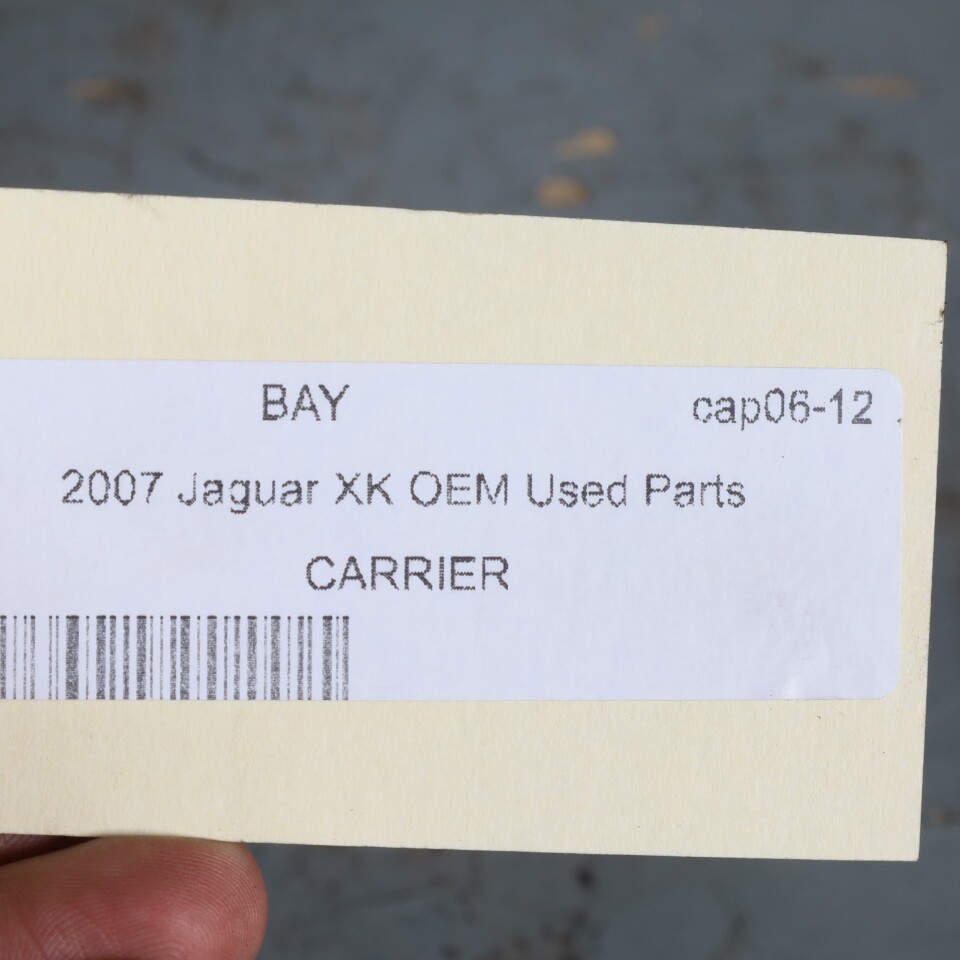 BAY cap06-12
2007 Jaguar XK OEM Used Parts
CARRIER